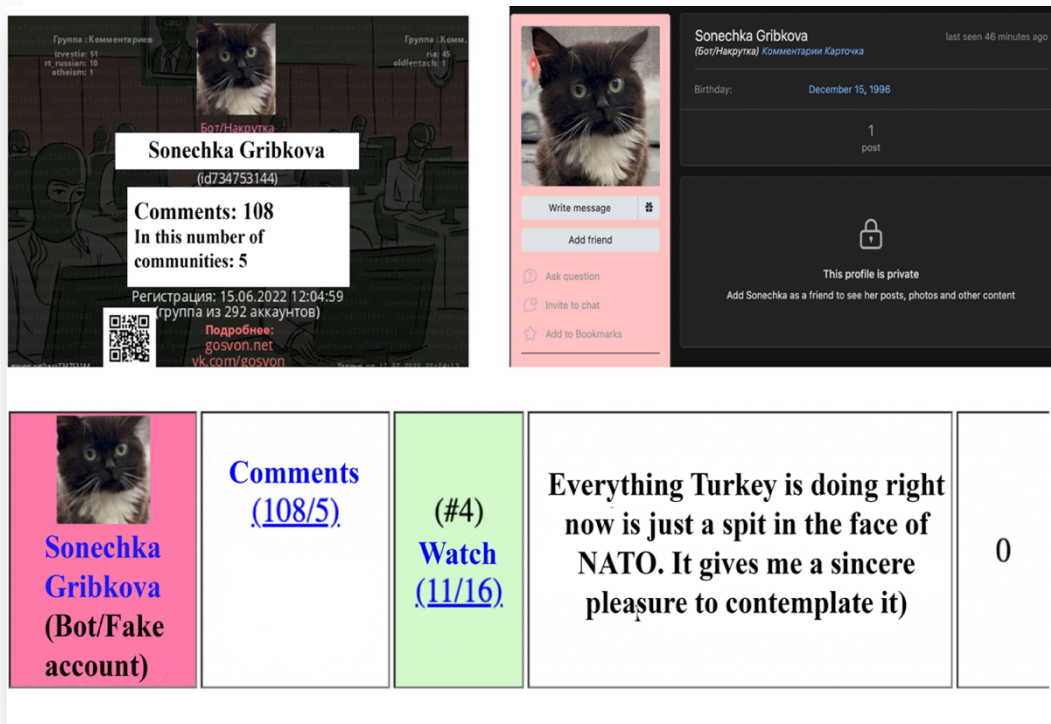 Группа : Комментариев
izvestia: 51
rt_russian: 10
atheism: 1
Группа : Комм.
ria: 45
oldlentach: 1
Бот/Накрутка
Sonechka Gribkova
(id734753144)
Comments: 108
In this number of
communities: 5
Регистрация: 15.06.2022 12:04:59
(группа из 292 аккаунтов)
Подробнее:
gosvon.net
vk.com/gosvon
Sonechka Gribkova
last seen 46 minutes ago
(Бот/Накрутка) Комментарии Карточка
Birthday: December 15, 1996
1
post
Write message
Add friend
Ask question
Invite to chat
Add to Bookmarks
This profile is private
Add Sonechka as a friend to see her posts, photos and other content
Sonechka
Gribkova
(Bot/Fake
account)
Comments
(108/5)
(#4)
Watch
(11/16)
Everything Turkey is doing right
now is just a spit in the face of
NATO. It gives me a sincere
pleasure to contemplate it)
0